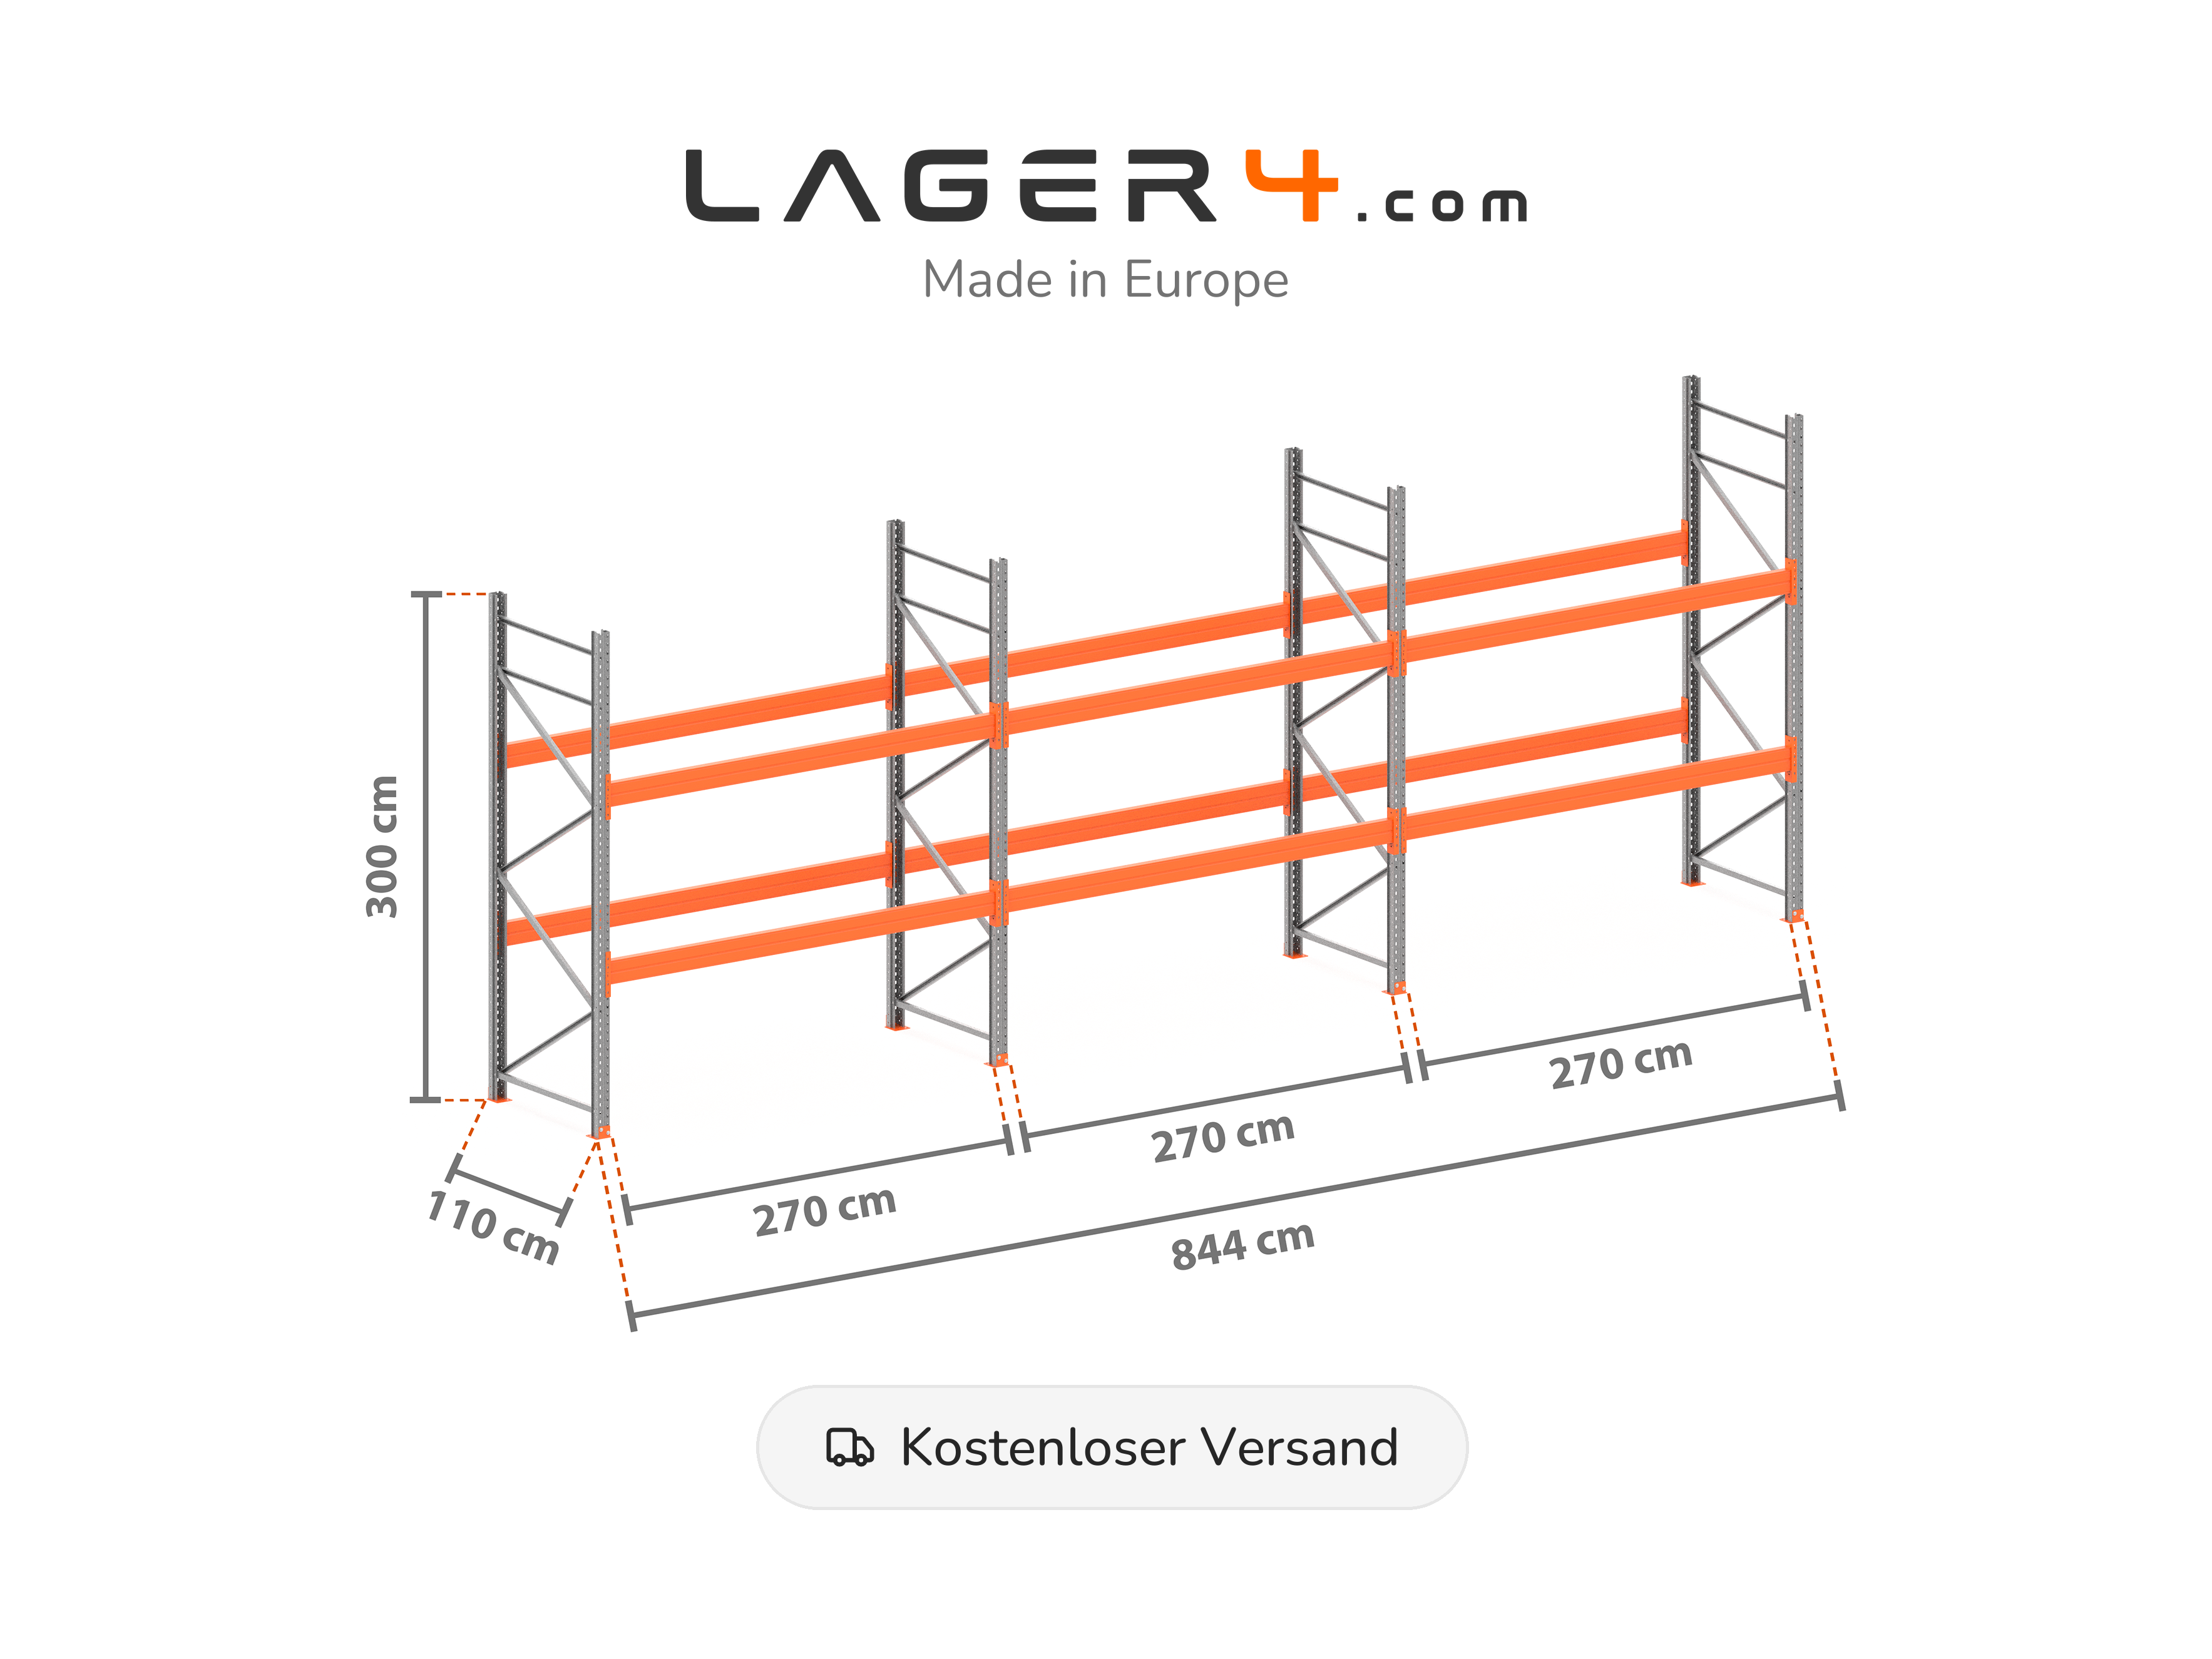 LAGER4.com
Made in Europe
300 cm
110 cm
270 cm
270 cm
270 cm
844 cm
Kostenloser Versand